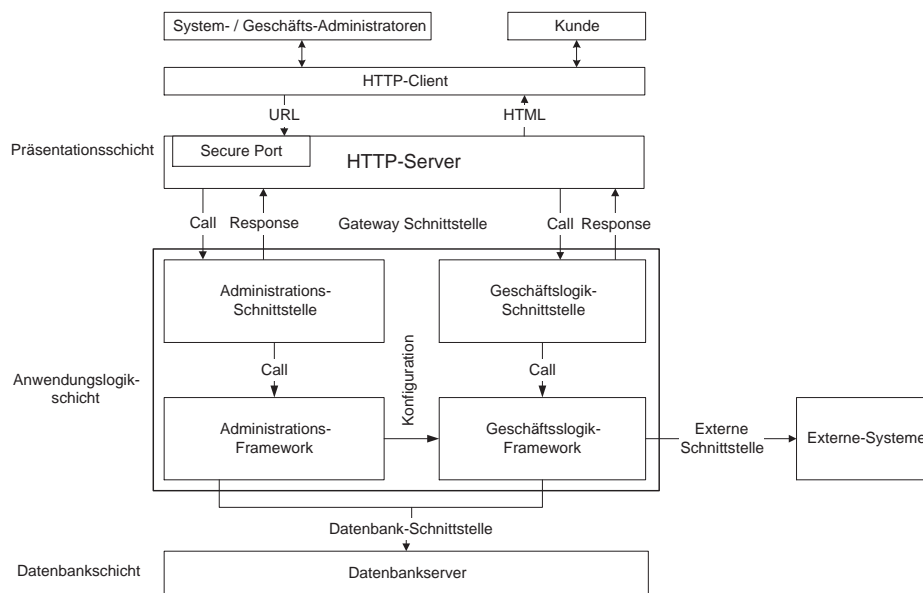 System- / Geschäfts-Administratoren
Kunde
HTTP-Client
URL
HTML
Präsentationsschicht
Secure Port
HTTP-Server
Call
Response
Gateway Schnittstelle
Call
Response
Administrations-
Schnittstelle
Geschäftslogik-
Schnittstelle
Anwendungslogik-
schicht
Call
Konfiguration
Call
Administrations-
Framework
Geschäftsslogik-
Framework
Externe
Schnittstelle
Externe-Systeme
Datenbank-Schnittstelle
Datenbankschicht
Datenbankserver